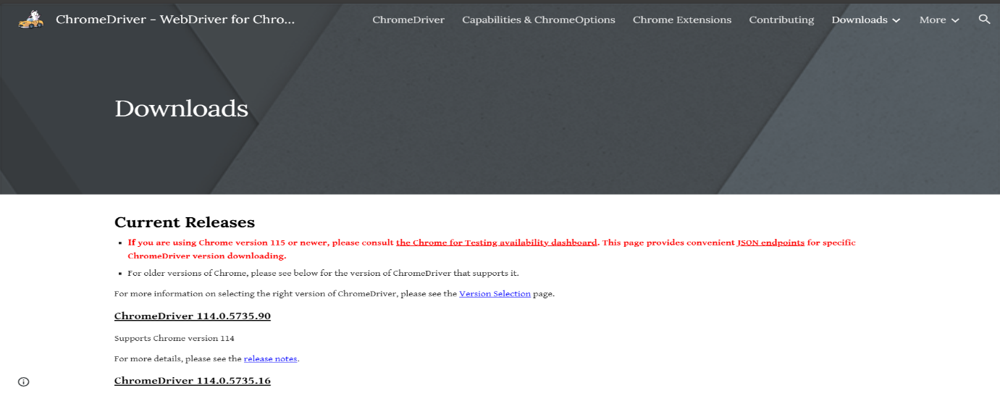 ChromeDriver - WebDriver for Chro...
ChromeDriver
Capabilities & ChromeOptions
Chrome Extensions
Contributing
Downloads
More
Downloads
Current Releases
If you are using Chrome version 115 or newer, please consult the Chrome for Testing availability dashboard. This page provides convenient JSON endpoints for specific
ChromeDriver version downloading.
For older versions of Chrome, please see below for the version of ChromeDriver that supports it.
For more information on selecting the right version of ChromeDriver, please see the Version Selection page.
ChromeDriver 114.0.5735.90
Supports Chrome version 114
For more details, please see the release notes.
ChromeDriver 114.0.5735.16